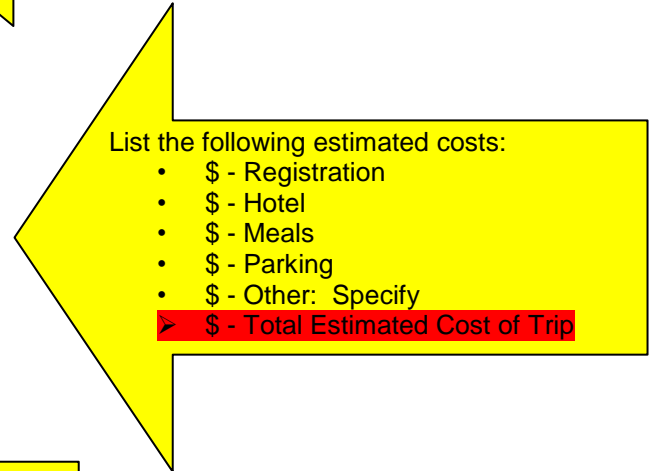 List the following estimated costs:
• $ - Registration
• $ - Hotel
• $ - Meals
• $ - Parking
• $ - Other:  Specify
➢ $ - Total Estimated Cost of Trip